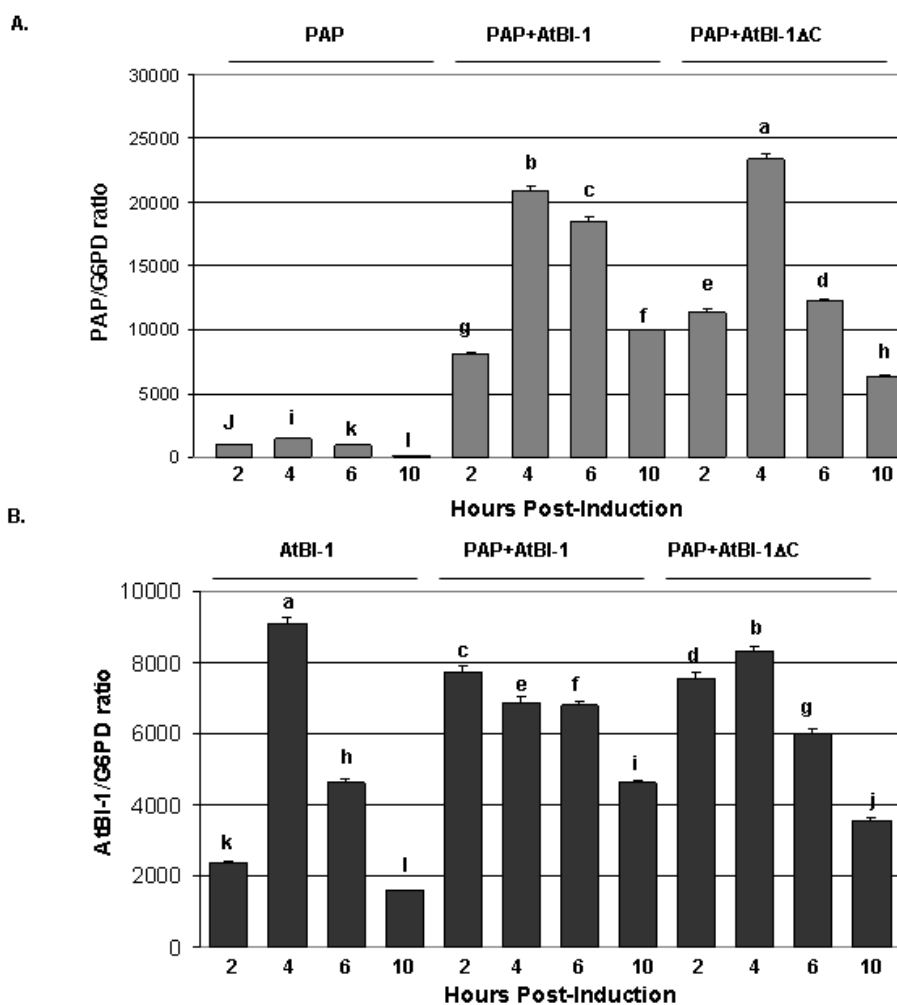 A.
PAP PAP+AtBI-1 PAP+AtBI-1ΔC
30000
25000
20000
15000
10000
5000
0
PAP/G6PD ratio
J i k l g b c f e a d h
2 4 6 10 2 4 6 10 2 4 6 10
Hours Post-Induction
B.
AtBI-1 PAP+AtBI-1 PAP+AtBI-1ΔC
10000
8000
6000
4000
2000
0
AtBI-1/G6PD ratio
k a h l c e f i d b g j
2 4 6 10 2 4 6 10 2 4 6 10
Hours Post-Induction